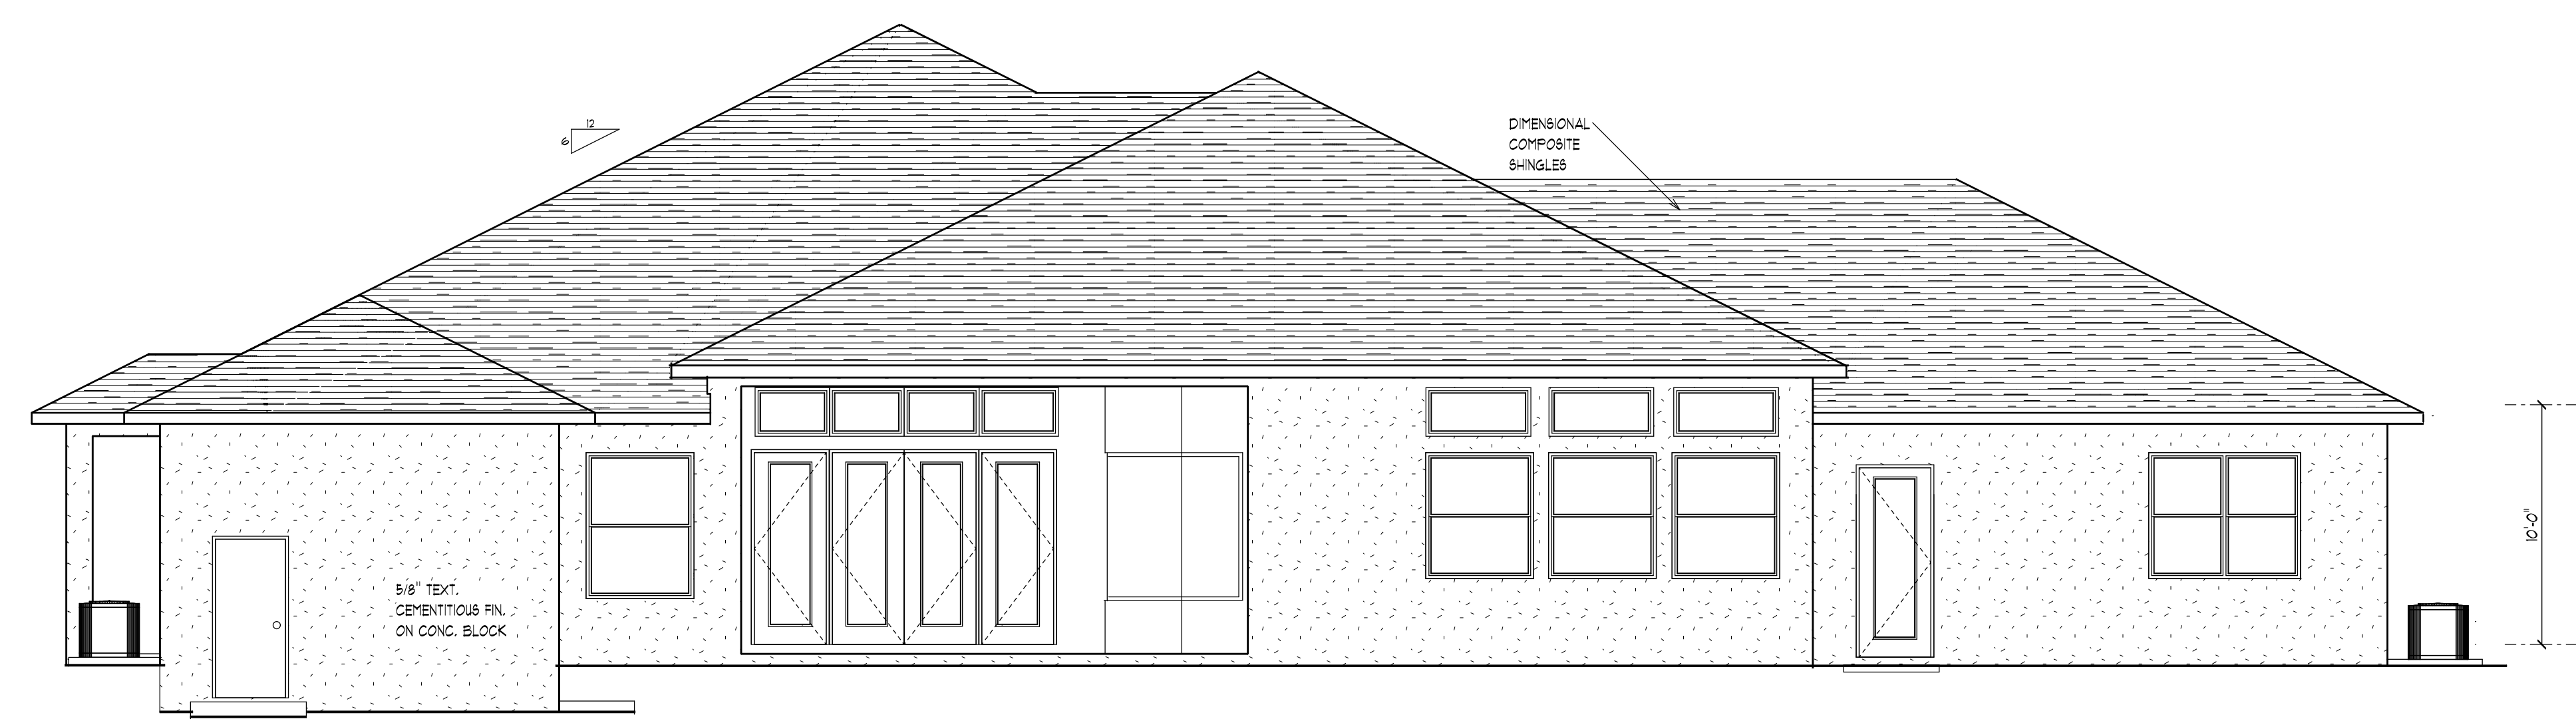 12
6
DIMENSIONAL
COMPOSITE
SHINGLES
5/8" TEXT.
CEMENTITIOUS FIN.
ON CONC. BLOCK
10'-0"